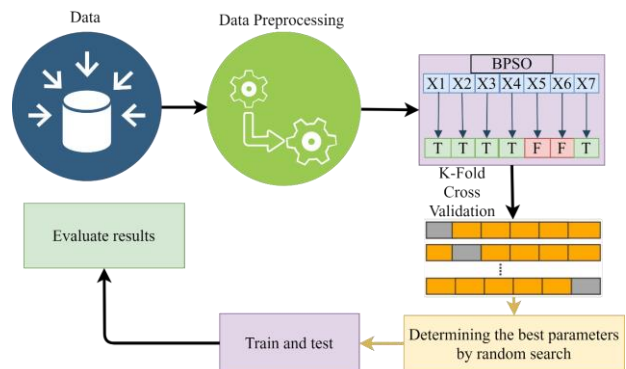 Data
Data Preprocessing
BPSO
X1 X2 X3 X4 X5 X6 X7
T T T T F F T
K-Fold
Cross
Validation
Evaluate results
Train and test
Determining the best parameters
by random search